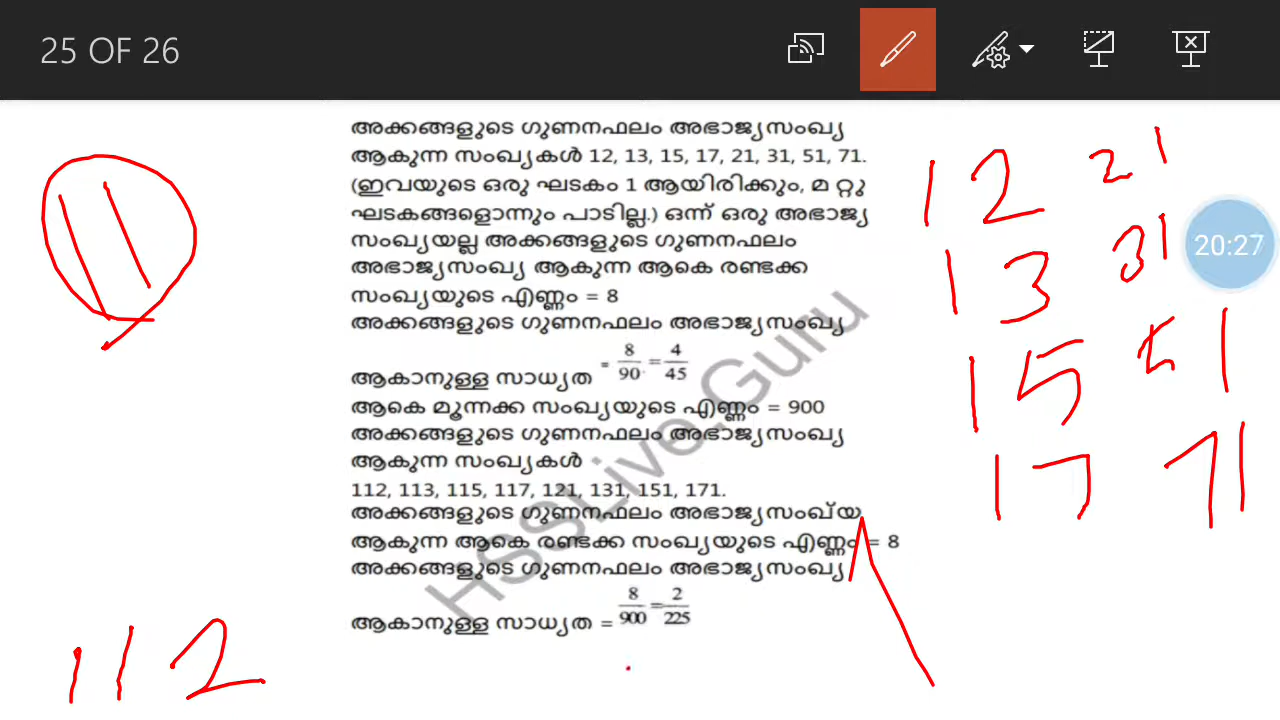 25 OF 26
അക്കങ്ങളുടെ ഗുണനഫലം അഭാജ്യസംഖ്യ
ആകുന്ന സംഖ്യകൾ 12, 13, 15, 17, 21, 31, 51, 71.
(ഇവയുടെ ഒരു ഘടകം 1 ആയിരിക്കും, മ റ്റു
ഘടകങ്ങളൊന്നും പാടില്ല.) ഒന്ന് ഒരു അഭാജ്യ
സംഖ്യയല്ല അക്കങ്ങളുടെ ഗുണനഫലം
അഭാജ്യസംഖ്യ ആകുന്ന ആകെ രണ്ടക്ക
സംഖ്യയുടെ എണ്ണം = 8
അക്കങ്ങളുടെ ഗുണനഫലം അഭാജ്യസംഖ്യ
ആകാനുള്ള സാധ്യത = 8/90 = 4/45
ആകെ മൂന്നക്ക സംഖ്യയുടെ എണ്ണം = 900
അക്കങ്ങളുടെ ഗുണനഫലം അഭാജ്യസംഖ്യ
ആകുന്ന സംഖ്യകൾ
112, 113, 115, 117, 121, 131, 151, 171.
അക്കങ്ങളുടെ ഗുണനഫലം അഭാജ്യസംഖ്‌യ
ആകുന്ന ആകെ രണ്ടക്ക സംഖ്യയുടെ എണ്ണം = 8
അക്കങ്ങളുടെ ഗുണനഫലം അഭാജ്യസംഖ്യ
ആകാനുള്ള സാധ്യത = 8/900 = 2/225
HSSLive.Guru
11
112
12 21
13 31
15 51
17 71
20:27